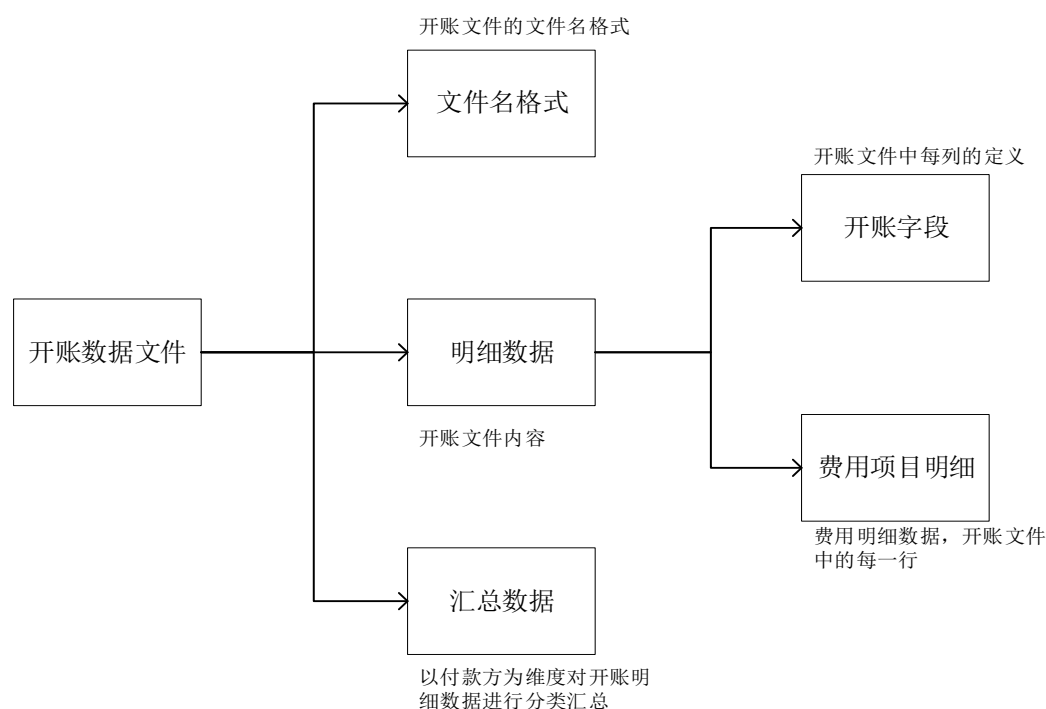 开账文件的文件名格式
文件名格式
开账文件中每列的定义
开账字段
开账数据文件
明细数据
开账文件内容
费用项目明细
费用明细数据，开账文件
中的每一行
汇总数据
以付款方为维度对开账明
细数据进行分类汇总